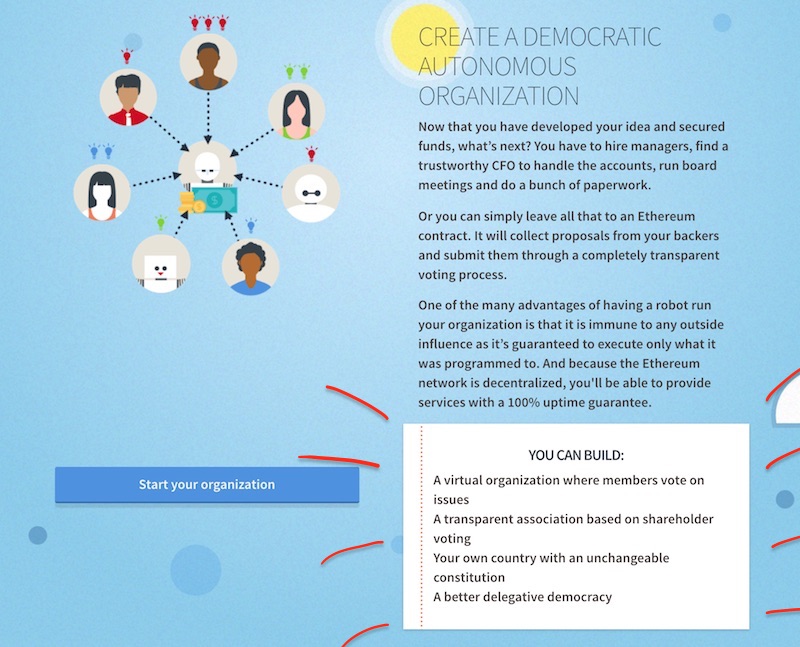 CREATE A DEMOCRATIC
AUTONOMOUS
ORGANIZATION
Now that you have developed your idea and secured
funds, what's next? You have to hire managers, find a
trustworthy CFO to handle the accounts, run board
meetings and do a bunch of paperwork.
Or you can simply leave all that to an Ethereum
contract. It will collect proposals from your backers
and submit them through a completely transparent
voting process.
One of the many advantages of having a robot run
your organization is that it is immune to any outside
influence as it's guaranteed to execute only what it
was programmed to. And because the Ethereum
network is decentralized, you'll be able to provide
services with a 100% uptime guarantee.
Start your organization
YOU CAN BUILD:
A virtual organization where members vote on
issues
A transparent association based on shareholder
voting
Your own country with an unchangeable
constitution
A better delegative democracy